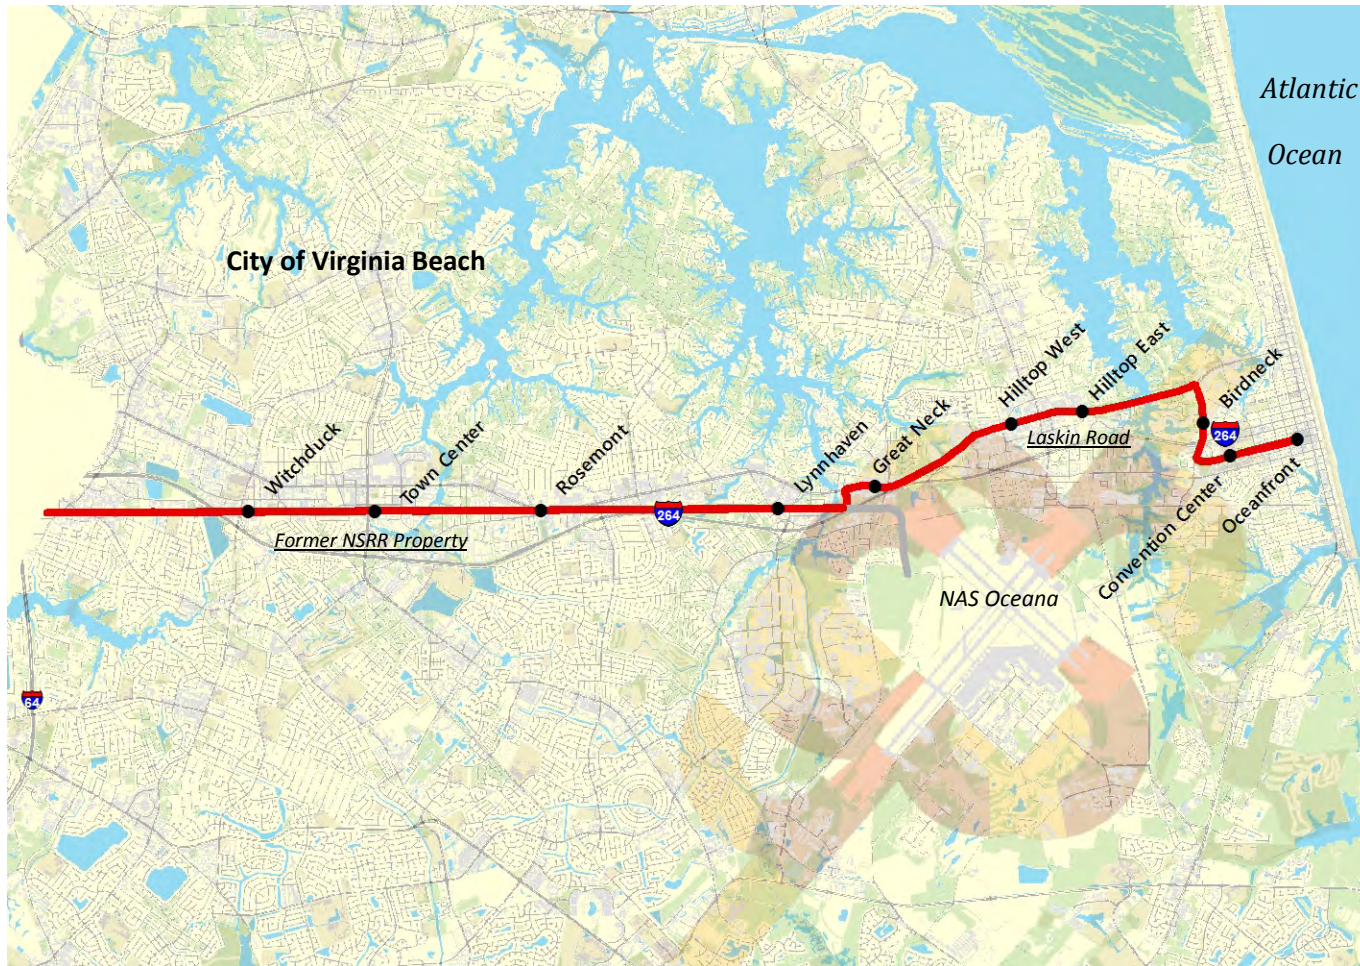 Atlantic
Ocean
City of Virginia Beach
Witchduck
Town Center
Rosemont
Lynnhaven
Great Neck
Hilltop West
Hilltop East
Birdneck
Convention Center
Oceanfront
Laskin Road
264
264
Former NSRR Property
NAS Oceana
64